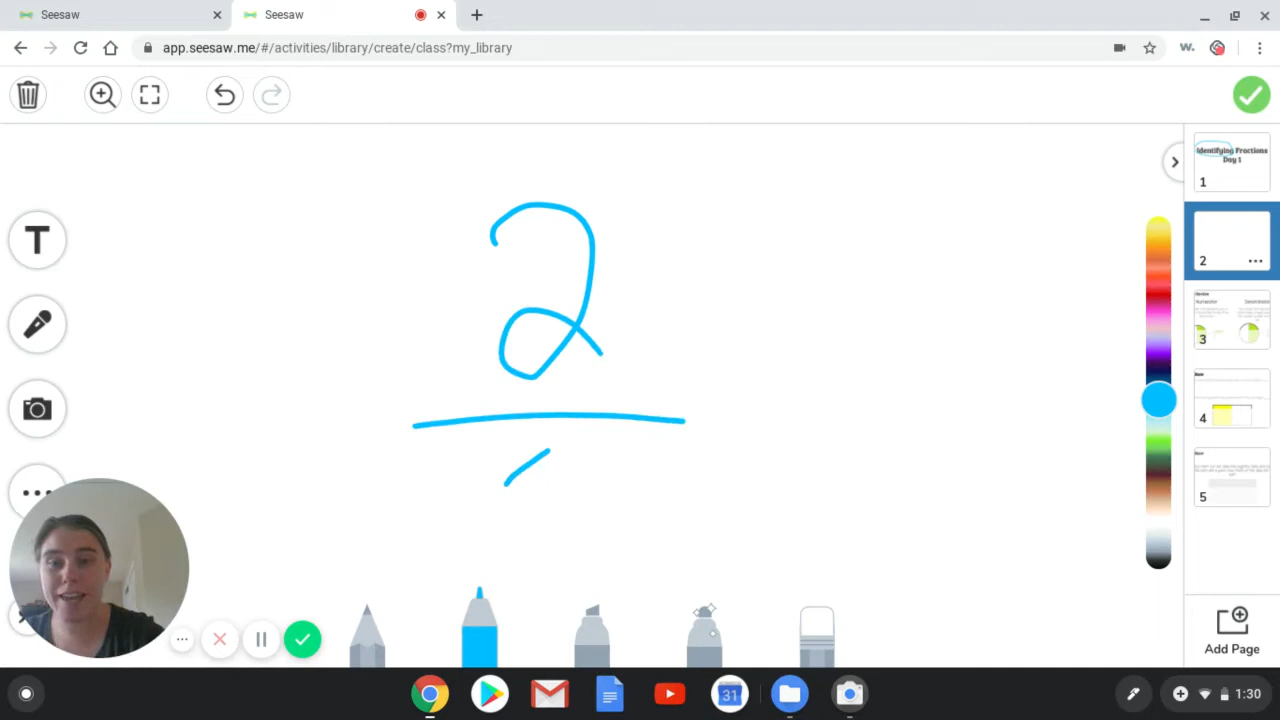 Seesaw
Seesaw
app.seesaw.me/#/activities/library/create/class?my_library
w.
T
2
Identifying Fractions
Day 1
1
2
3
4
5
Add Page
31
1:30